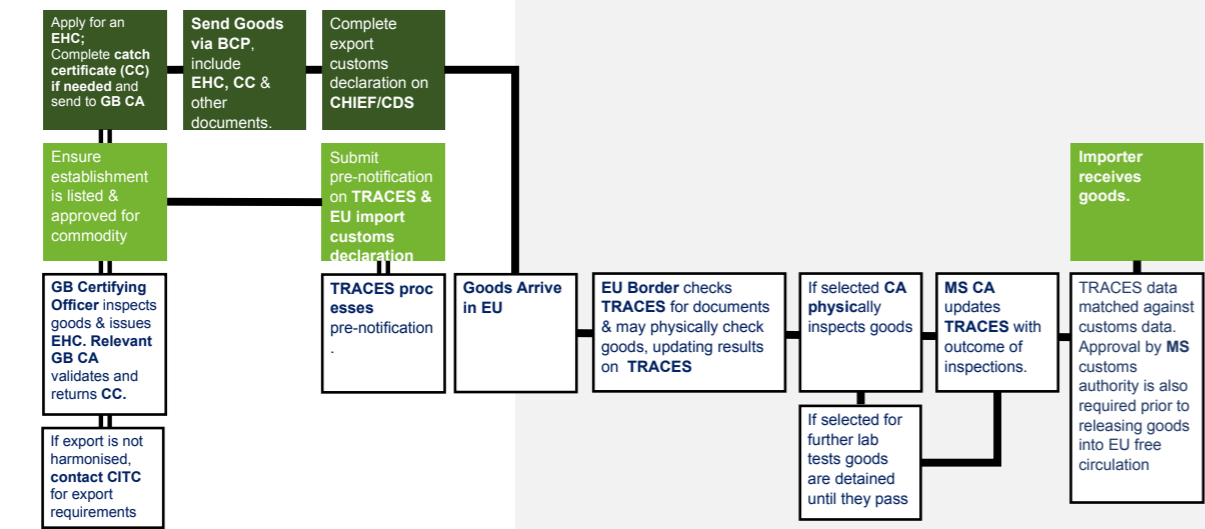 Apply for an
EHC;
Complete catch
certificate (CC)
if needed and
send to GB CA
Send Goods
via BCP,
include
EHC, CC &
other
documents.
Complete
export
customs
declaration on
CHIEF/CDS
Ensure
establishment
is listed &
approved for
commodity
Submit
pre-notification
on TRACES &
EU import
customs
declaration
Importer
receives
goods.
GB Certifying
Officer inspects
goods & issues
EHC. Relevant
GB CA
validates and
returns CC.
TRACES proc
esses
pre-notification
.
Goods Arrive
in EU
EU Border checks
TRACES for documents
& may physically check
goods, updating results
on TRACES
If selected CA
physically
inspects goods
MS CA
updates
TRACES with
outcome of
inspections.
TRACES data
matched against
customs data.
Approval by MS
customs
authority is also
required prior to
releasing goods
into EU free
circulation
If export is not
harmonised,
contact CITC
for export
requirements
If selected for
further lab
tests goods
are detained
until they pass